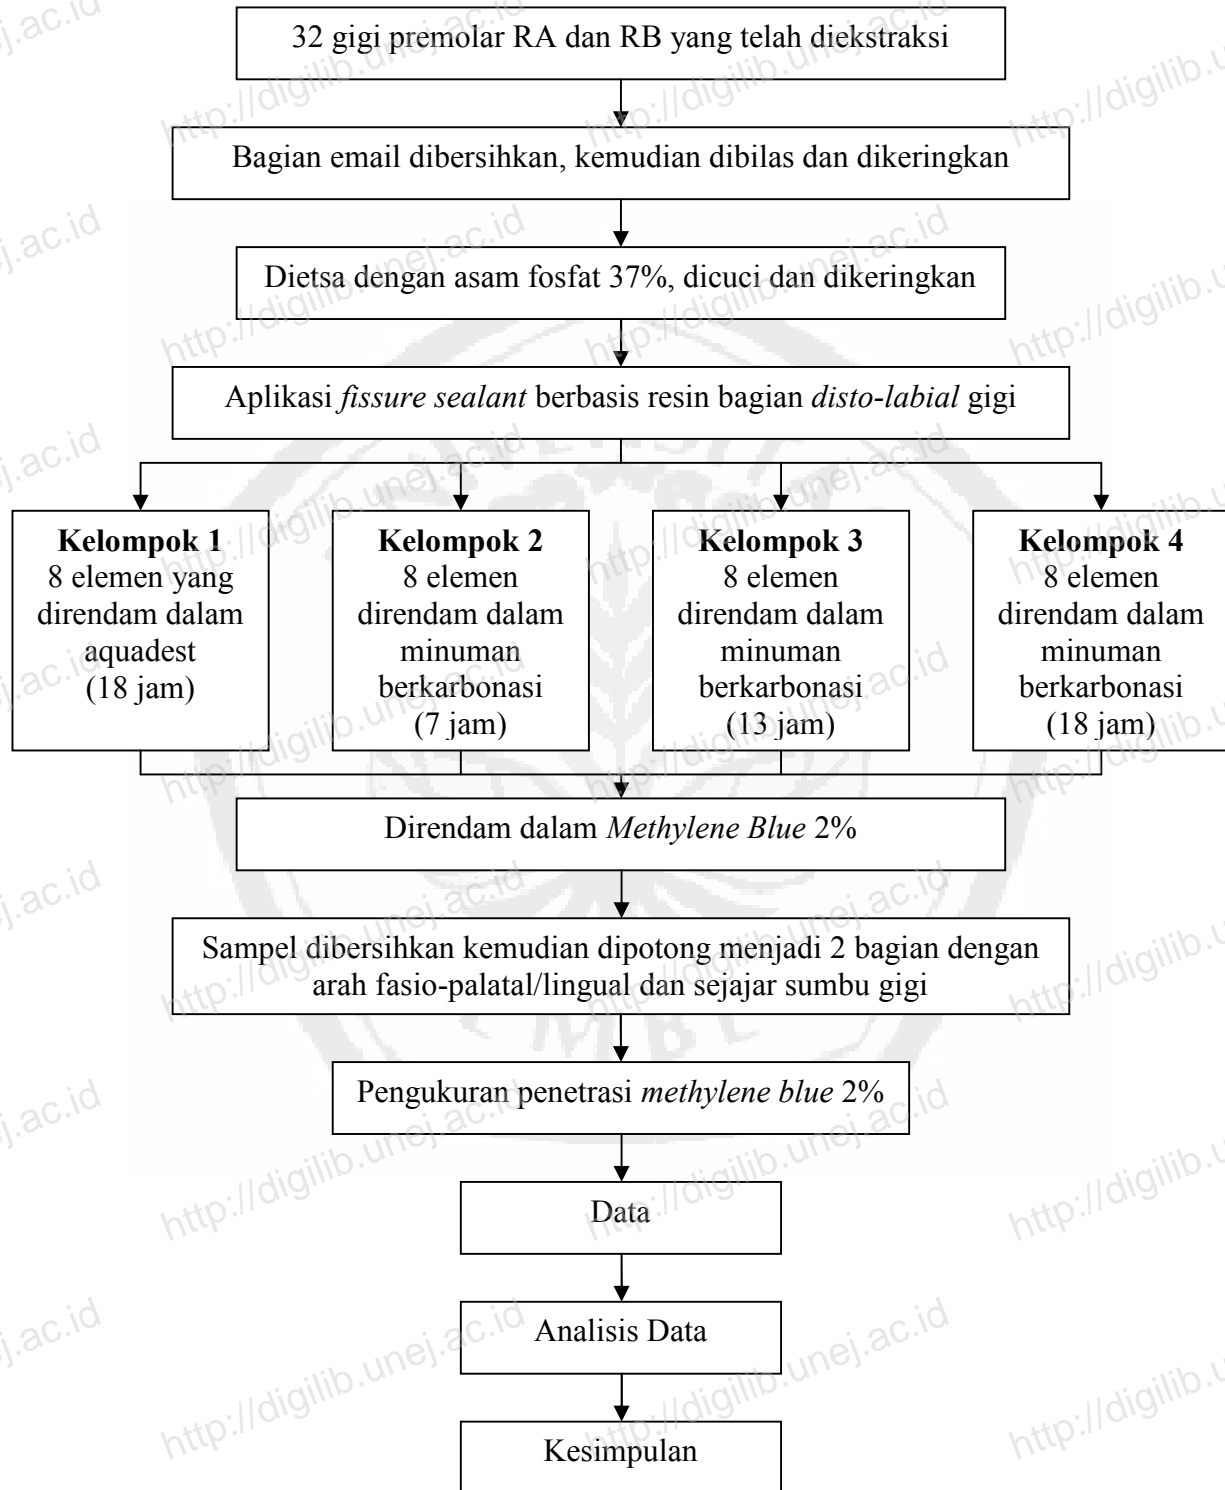 32 gigi premolar RA dan RB yang telah diekstraksi
Bagian email dibersihkan, kemudian dibilas dan dikeringkan
Dietsa dengan asam fosfat 37%, dicuci dan dikeringkan
Aplikasi fissure sealant berbasis resin bagian disto-labial gigi
Kelompok 1
8 elemen yang
direndam dalam
aquadest
(18 jam)
Kelompok 2
8 elemen
direndam dalam
minuman
berkarbonasi
(7 jam)
Kelompok 3
8 elemen
direndam dalam
minuman
berkarbonasi
(13 jam)
Kelompok 4
8 elemen
direndam dalam
minuman
berkarbonasi
(18 jam)
Direndam dalam Methylene Blue 2%
Sampel dibersihkan kemudian dipotong menjadi 2 bagian dengan
arah fasio-palatal/lingual dan sejajar sumbu gigi
Pengukuran penetrasi methylene blue 2%
Data
Analisis Data
Kesimpulan
http://digilib.unej.ac.id